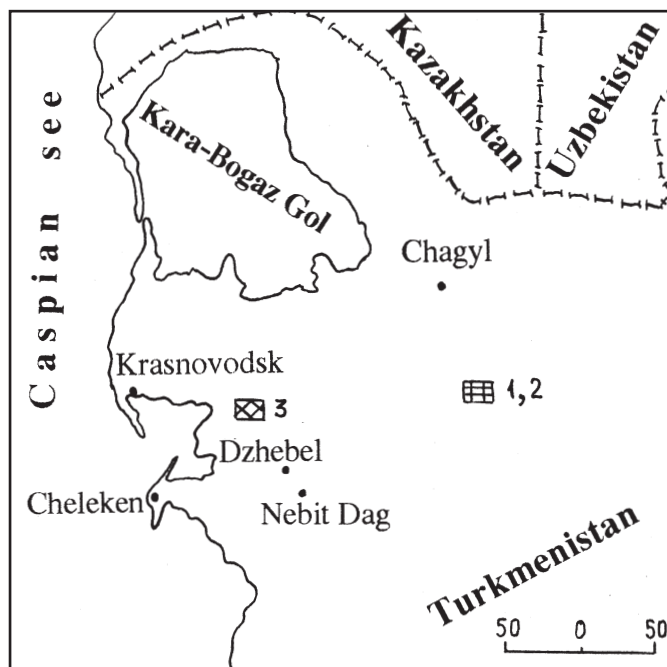 Caspian see
Kara-Bogaz Gol
Kazakhstan
Uzbekistan
Chagyl
Krasnovodsk
1,2
3
Dzhebel
Cheleken
Nebit Dag
Turkmenistan
50 0 50